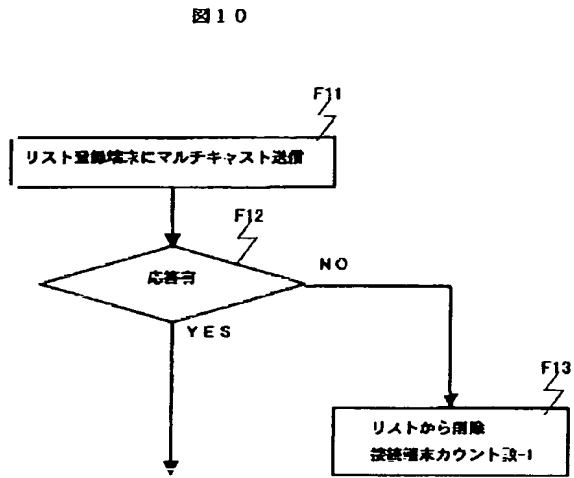 図10
F11
リスト登録端末にマルチキャスト送信
F12
応答有
NO
YES
F13
リストから削除
接続端末カウント数-1